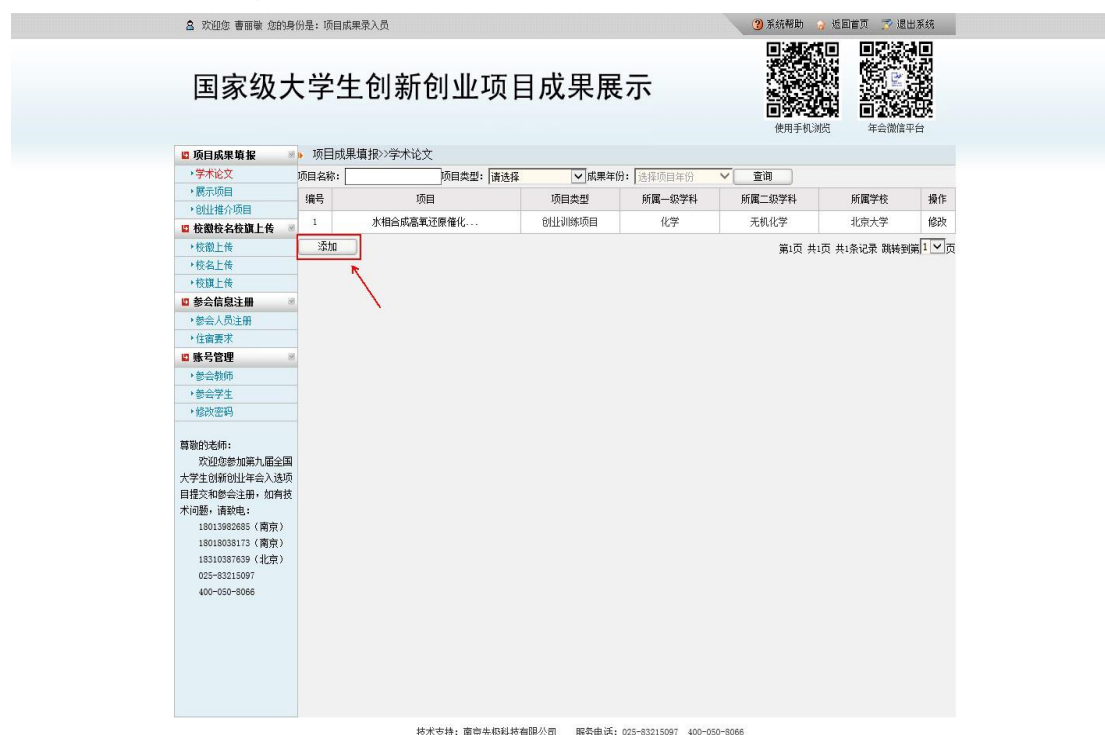 欢迎您 曹丽敏 您的身份是：项目成果录入员 系统帮助 返回首页 退出系统
国家级大学生创新创业项目成果展示
使用手机浏览 年会微信平台
项目成果填报
学术论文
展示项目
创业推介项目
校徽校名校旗上传
校徽上传
校名上传
校旗上传
参会信息注册
参会人员注册
住宿要求
账号管理
参会教师
参会学生
修改密码
尊敬的老师：
欢迎您参加第九届全国
大学生创新创业年会入选项
目提交和参会注册，如有技
术问题，请致电：
18013982685（南京）
18018038173（南京）
18310387639（北京）
025-83215097
400-050-8066
项目成果填报>>学术论文
项目名称： 项目类型：请选择 成果年份：选择项目年份 查询
编号 项目 项目类型 所属一级学科 所属二级学科 所属学校 操作
1 水相合成高氧还原催化... 创业训练项目 化学 无机化学 北京大学 修改
添加 第1页 共1页 共1条记录 跳转到第1页
技术支持：南京先极科技有限公司 服务电话：025-83215097 400-050-8066